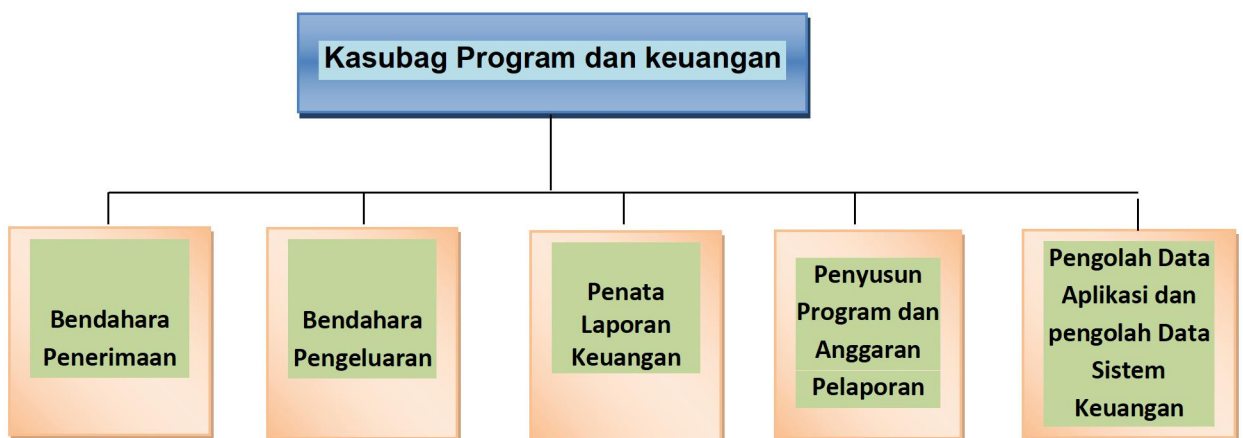 Kasubag Program dan keuangan
Bendahara
Penerimaan
Bendahara
Pengeluaran
Penata
Laporan
Keuangan
Penyusun
Program dan
Anggaran
Pelaporan
Pengolah Data
Aplikasi dan
pengolah Data
Sistem
Keuangan